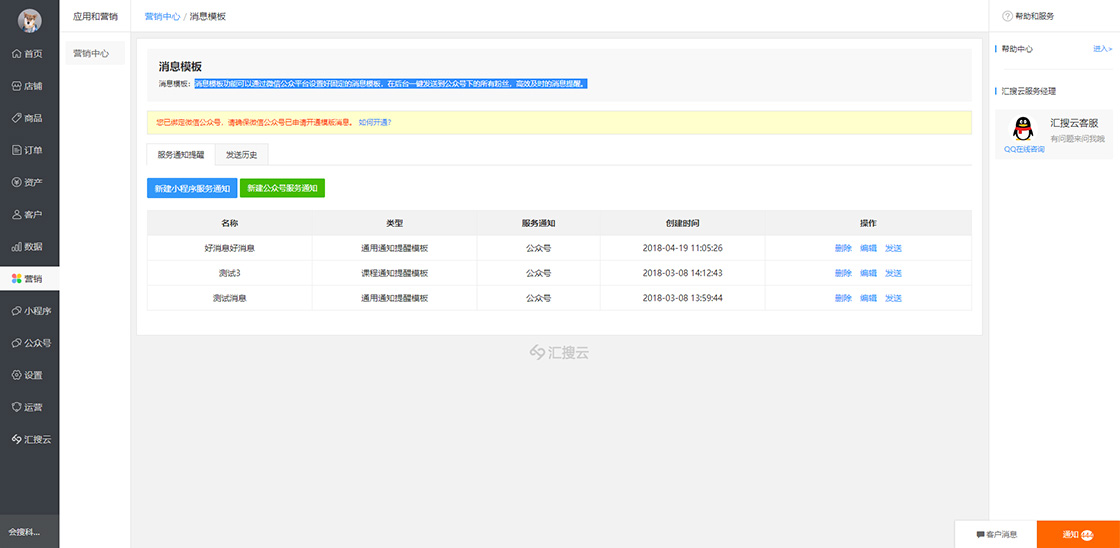 应用和营销
营销中心 / 消息模板
帮助和服务
首页
店铺
商品
订单
资产
客户
数据
营销
小程序
公众号
设置
运营
汇搜云
会搜科...
营销中心
消息模板
消息模板：消息模板功能可以通过微信公众平台设置好固定的消息模板，在后台一键发送到公众号下的所有粉丝，高效及时的消息提醒。
您已绑定微信公众号，请确保微信公众号已申请开通模板消息。 如何开通?
服务通知提醒 发送历史
新建小程序服务通知 新建公众号服务通知
名称 类型 服务通知 创建时间 操作
好消息好消息 通用通知提醒模板 公众号 2018-04-19 11:05:26 删除 编辑 发送
测试3 课程通知提醒模板 公众号 2018-03-08 14:12:43 删除 编辑 发送
测试消息 通用通知提醒模板 公众号 2018-03-08 13:59:44 删除 编辑 发送
汇搜云
帮助中心 进入>
汇搜云服务经理
汇搜云客服
有问题来问我哦
QQ在线咨询
客户消息
通知